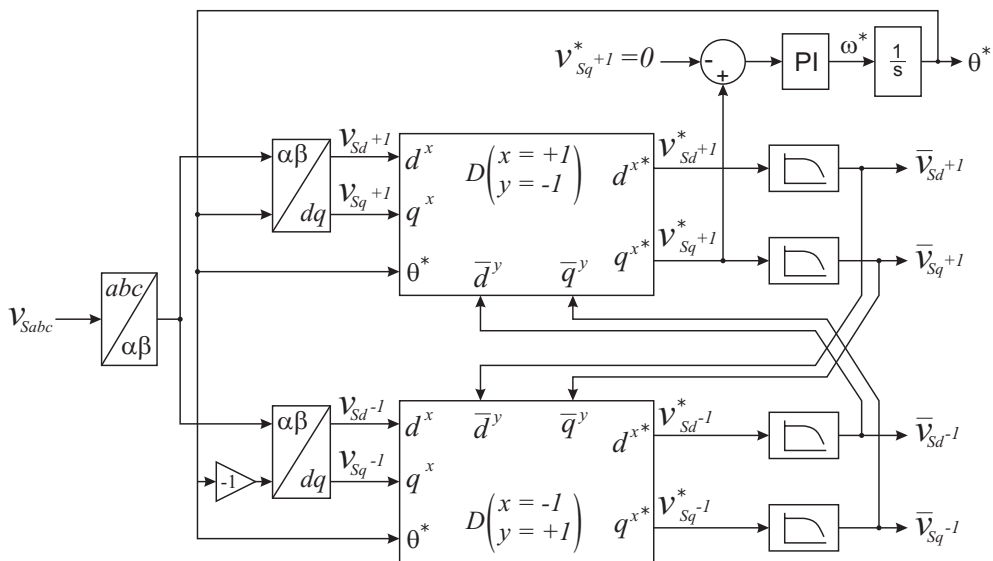 v*Sq+1=0
-
+
PI
ω*
1
s
θ*
αβ
dq
vSd+1
vSq+1
d^x
q^x
θ*
D(x = +1
y = -1)
d^x*
q^x*
d̅^y
q̅^y
v*Sd+1
v*Sq+1
v̅Sd+1
v̅Sq+1
vSabc
abc
αβ
αβ
dq
-1
vSd-1
vSq-1
d̅^y
q̅^y
d^x
q^x
θ*
D(x = -1
y = +1)
d^x*
q^x*
v*Sd-1
v*Sq-1
v̅Sd-1
v̅Sq-1